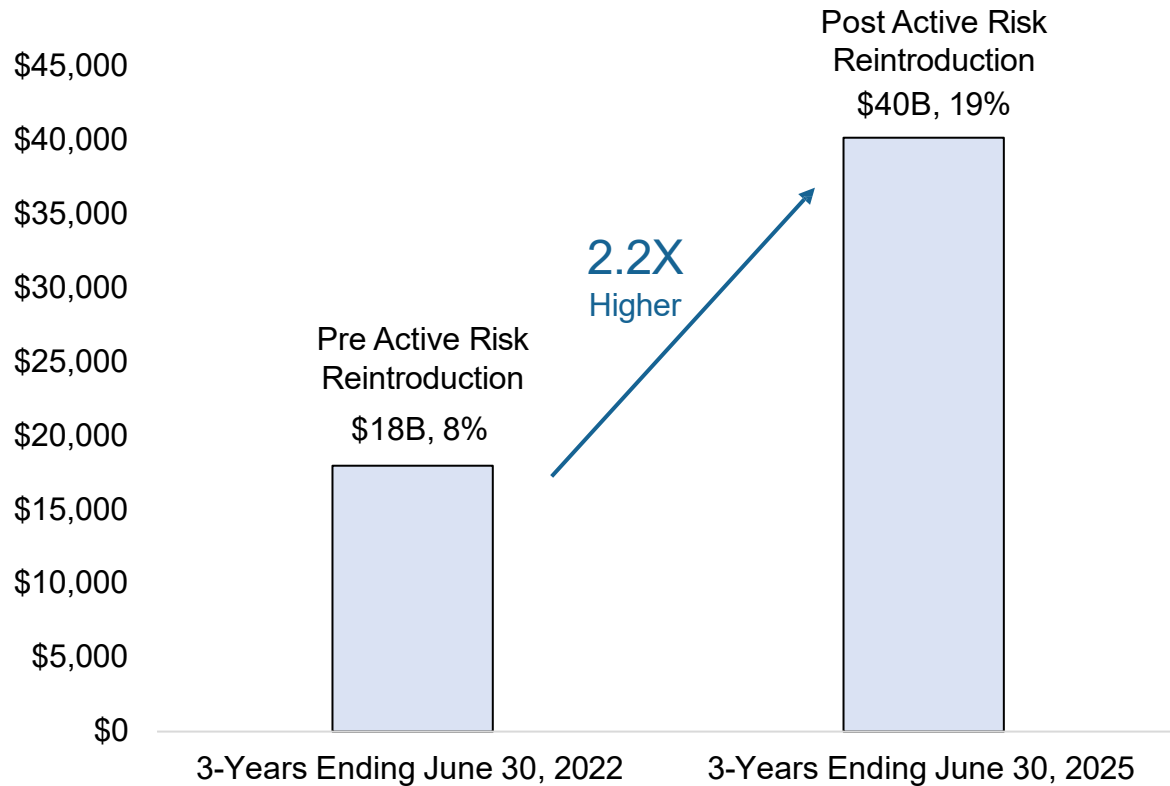 Post Active Risk
Reintroduction
$40B, 19%
$45,000
$40,000
$35,000
$30,000
$25,000
$20,000
$15,000
$10,000
$5,000
$0
2.2X
Higher
Pre Active Risk
Reintroduction
$18B, 8%
3-Years Ending June 30, 2022
3-Years Ending June 30, 2025